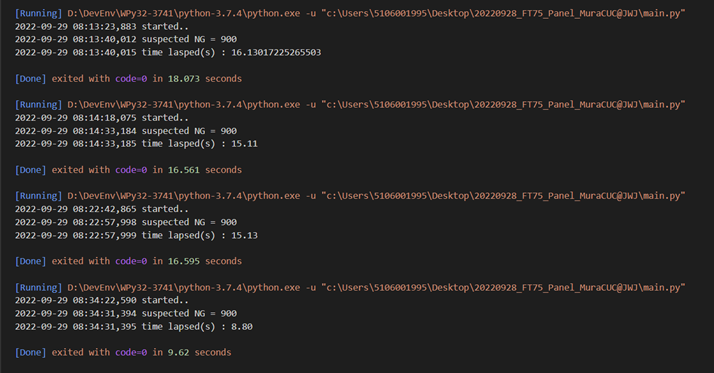 [Running] D:\DevEnv\WPy32-3741\python-3.7.4\python.exe -u "c:\Users\5106001995\Desktop\20220928_FT75_Panel_MuraCUC@JWJ\main.py"
2022-09-29 08:13:23,883 started..
2022-09-29 08:13:40,012 suspected NG = 900
2022-09-29 08:13:40,015 time lasped(s) : 16.13017225265503
[Done] exited with code=0 in 18.073 seconds
[Running] D:\DevEnv\WPy32-3741\python-3.7.4\python.exe -u "c:\Users\5106001995\Desktop\20220928_FT75_Panel_MuraCUC@JWJ\main.py"
2022-09-29 08:14:18,075 started..
2022-09-29 08:14:33,184 suspected NG = 900
2022-09-29 08:14:33,185 time lapsed(s) : 15.11
[Done] exited with code=0 in 16.561 seconds
[Running] D:\DevEnv\WPy32-3741\python-3.7.4\python.exe -u "c:\Users\5106001995\Desktop\20220928_FT75_Panel_MuraCUC@JWJ\main.py"
2022-09-29 08:22:42,865 started..
2022-09-29 08:22:57,998 suspected NG = 900
2022-09-29 08:22:57,999 time lapsed(s) : 15.13
[Done] exited with code=0 in 16.595 seconds
[Running] D:\DevEnv\WPy32-3741\python-3.7.4\python.exe -u "c:\Users\5106001995\Desktop\20220928_FT75_Panel_MuraCUC@JWJ\main.py"
2022-09-29 08:34:22,590 started..
2022-09-29 08:34:31,394 suspected NG = 900
2022-09-29 08:34:31,395 time lapsed(s) : 8.80
[Done] exited with code=0 in 9.62 seconds